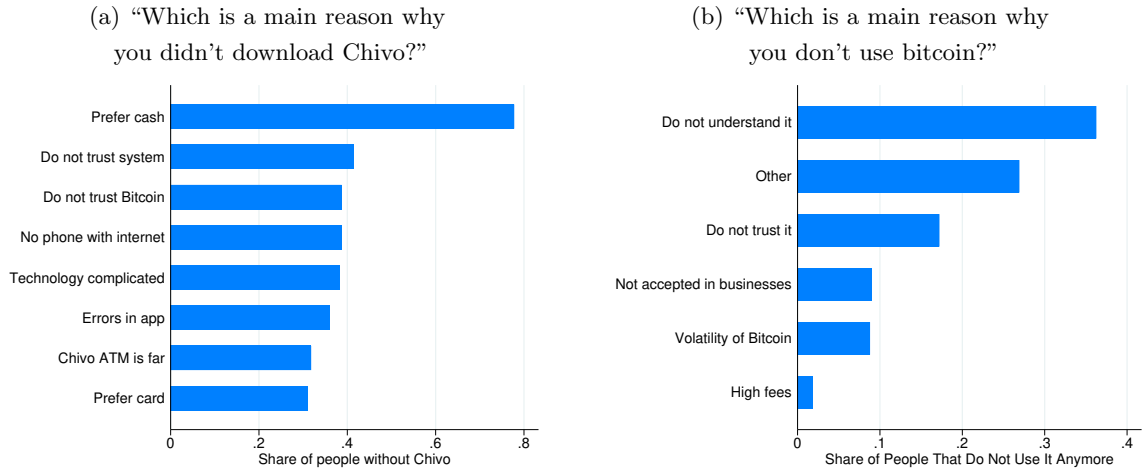 (a) “Which is a main reason why
you didn’t download Chivo?”
Prefer cash
Do not trust system
Do not trust Bitcoin
No phone with internet
Technology complicated
Errors in app
Chivo ATM is far
Prefer card
0 .2 .4 .6 .8
Share of people without Chivo
(b) “Which is a main reason why
you don’t use bitcoin?”
Do not understand it
Other
Do not trust it
Not accepted in businesses
Volatility of Bitcoin
High fees
0 .1 .2 .3 .4
Share of People That Do Not Use It Anymore